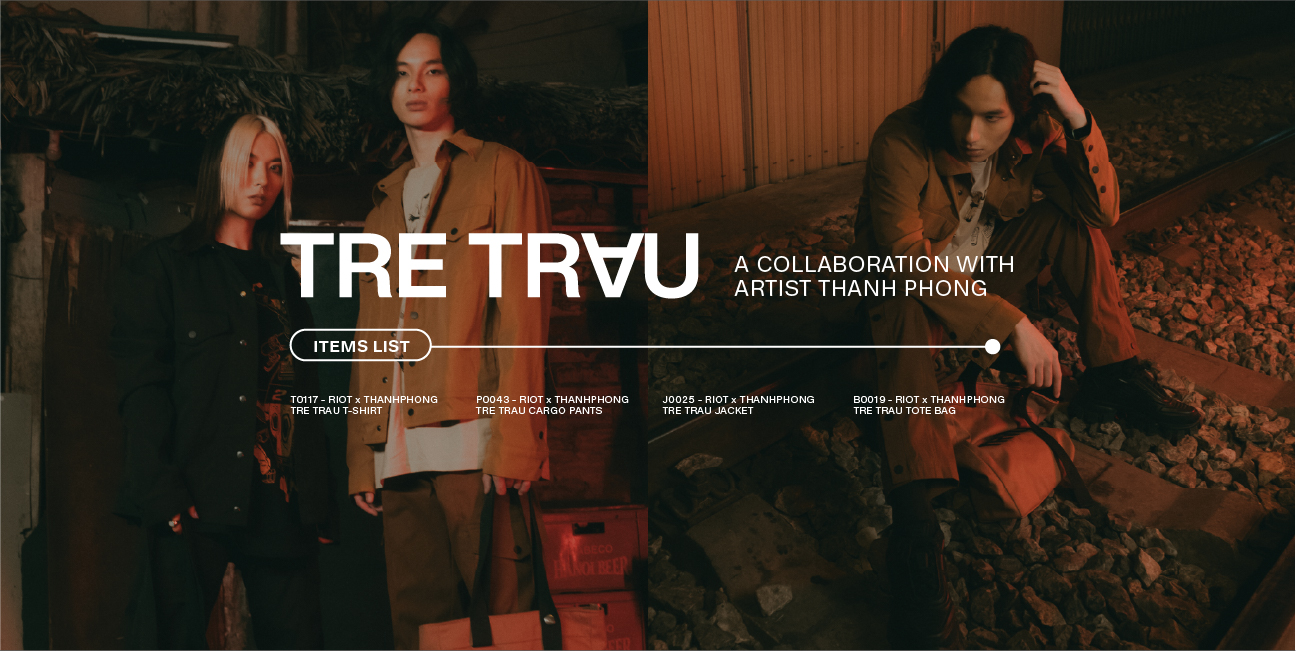 TRE TRAU
A COLLABORATION WITH
ARTIST THANH PHONG
ITEMS LIST
T0117 - RIOT x THANHPHONG
TRE TRAU T-SHIRT
P0043 - RIOT x THANHPHONG
TRE TRAU CARGO PANTS
J0025 - RIOT x THANHPHONG
TRE TRAU JACKET
B0019 - RIOT x THANHPHONG
TRE TRAU TOTE BAG
HANOI BEER